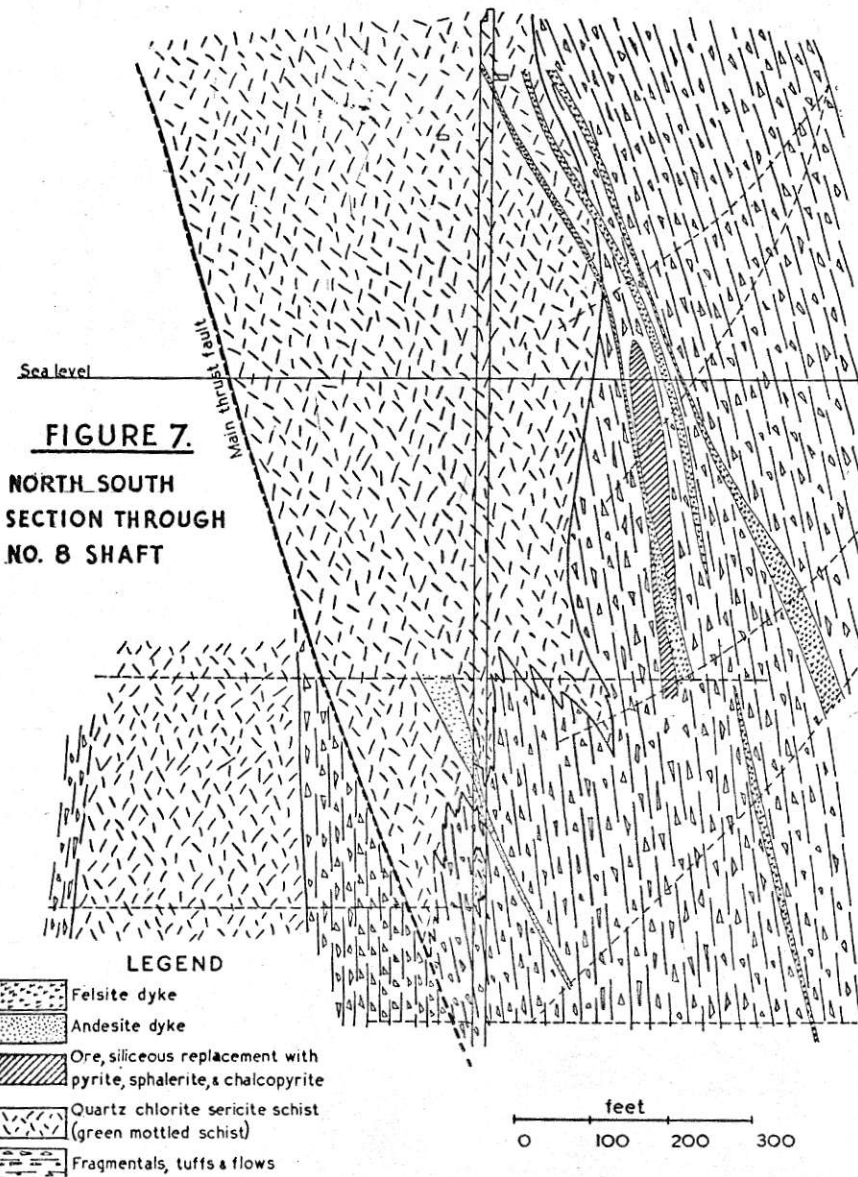 Sea level
Main thrust fault
FIGURE 7.
NORTH SOUTH
SECTION THROUGH
NO. 8 SHAFT
LEGEND
Felsite dyke
Andesite dyke
Ore, siliceous replacement with
pyrite, sphalerite, & chalcopyrite
Quartz chlorite sericite schist
(green mottled schist)
Fragmentals, tuffs & flows
feet
0 100 200 300